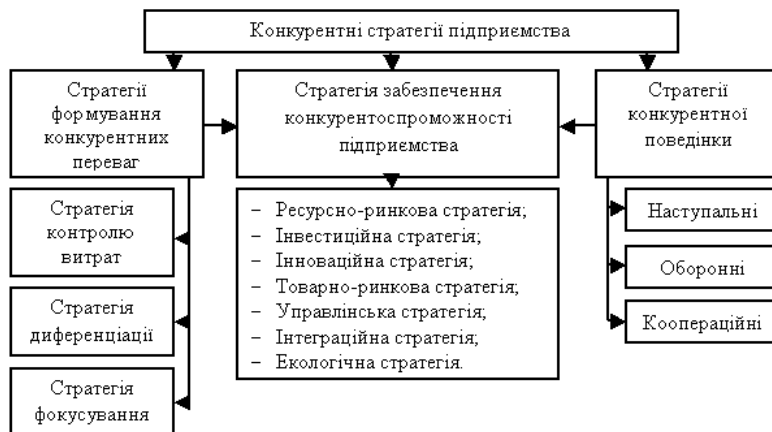 Конкурентні стратегії підприємства
Стратегії
формування
конкурентних
переваг
Стратегія забезпечення
конкурентоспроможності
підприємства
Стратегії
конкурентної
поведінки
Стратегія
контролю
витрат
Стратегія
диференціації
Стратегія
фокусування
– Ресурсно-ринкова стратегія;
– Інвестиційна стратегія;
– Інноваційна стратегія;
– Товарно-ринкова стратегія;
– Управлінська стратегія;
– Інтеграційна стратегія;
– Екологічна стратегія.
Наступальні
Оборонні
Коопераційні